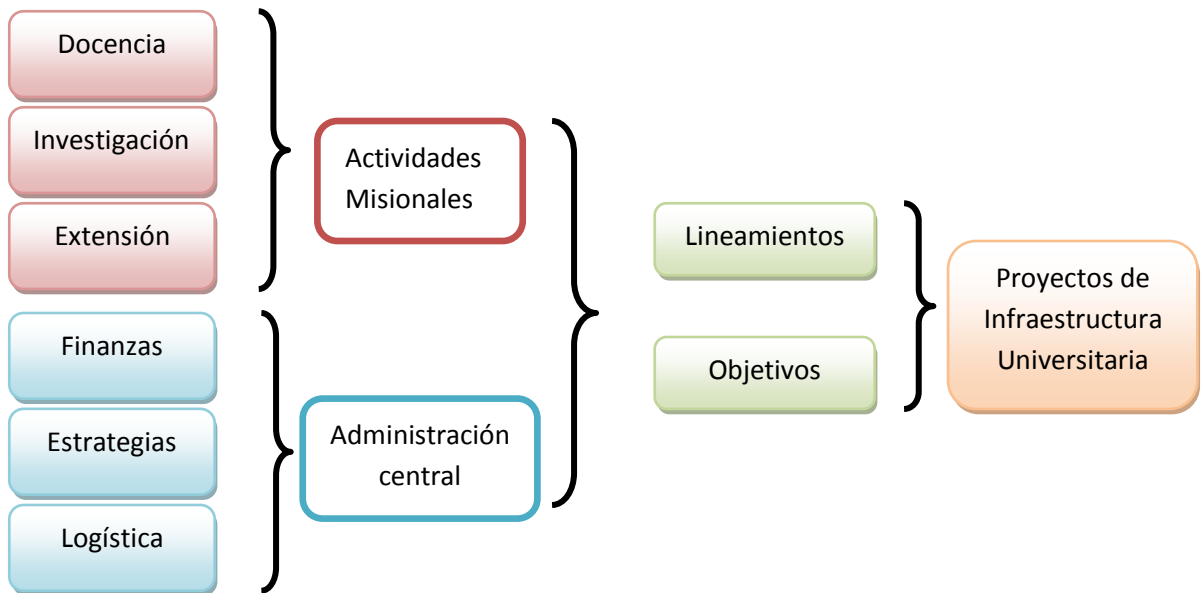 Docencia
Investigación
Extensión
Finanzas
Estrategias
Logística
Actividades
Misionales
Administración
central
Lineamientos
Objetivos
Proyectos de
Infraestructura
Universitaria